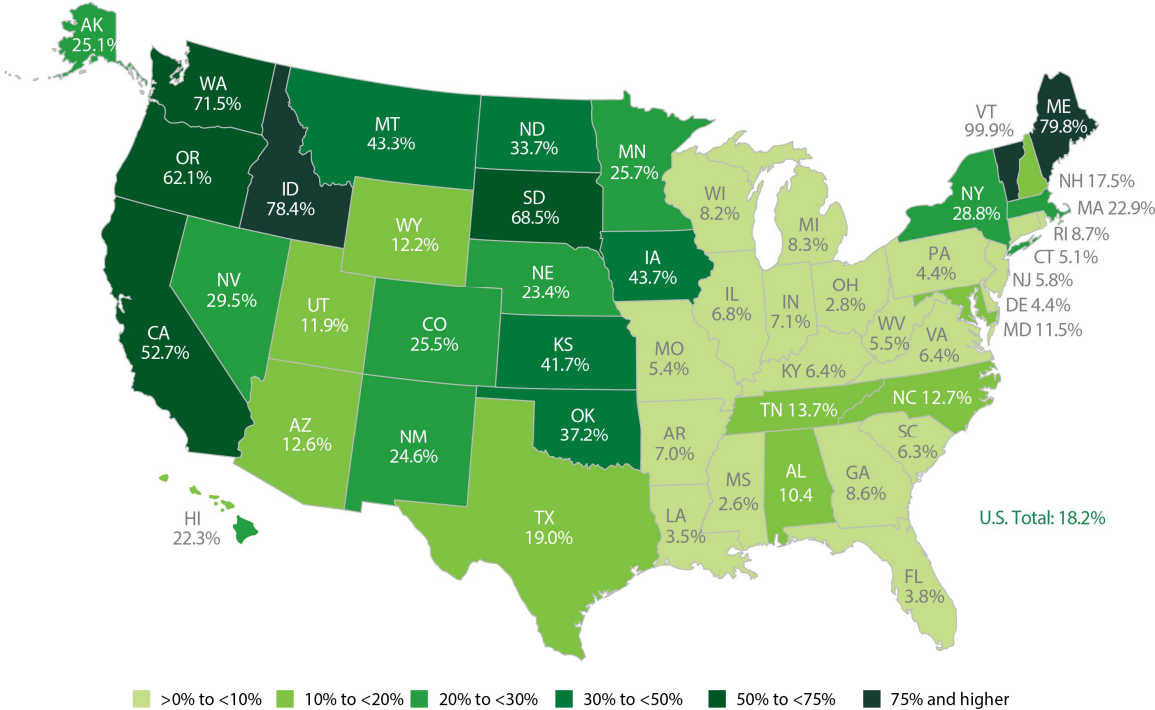 AK
25.1%
WA
71.5%
MT
43.3%
ND
33.7%
MN
25.7%
VT
99.9%
ME
79.8%
OR
62.1%
ID
78.4%
SD
68.5%
WI
8.2%
MI
8.3%
NY
28.8%
NH 17.5%
MA 22.9%
RI 8.7%
CT 5.1%
NJ 5.8%
DE 4.4%
MD 11.5%
WY
12.2%
IA
43.7%
PA
4.4%
NV
29.5%
UT
11.9%
NE
23.4%
IL
6.8%
IN
7.1%
OH
2.8%
WV
5.5%
VA
6.4%
CA
52.7%
CO
25.5%
KS
41.7%
MO
5.4%
KY 6.4%
AZ
12.6%
NM
24.6%
OK
37.2%
AR
7.0%
TN 13.7%
NC 12.7%
SC
6.3%
MS
2.6%
AL
10.4
GA
8.6%
HI
22.3%
TX
19.0%
LA
3.5%
FL
3.8%
U.S. Total: 18.2%
>0% to <10%
10% to <20%
20% to <30%
30% to <50%
50% to <75%
75% and higher